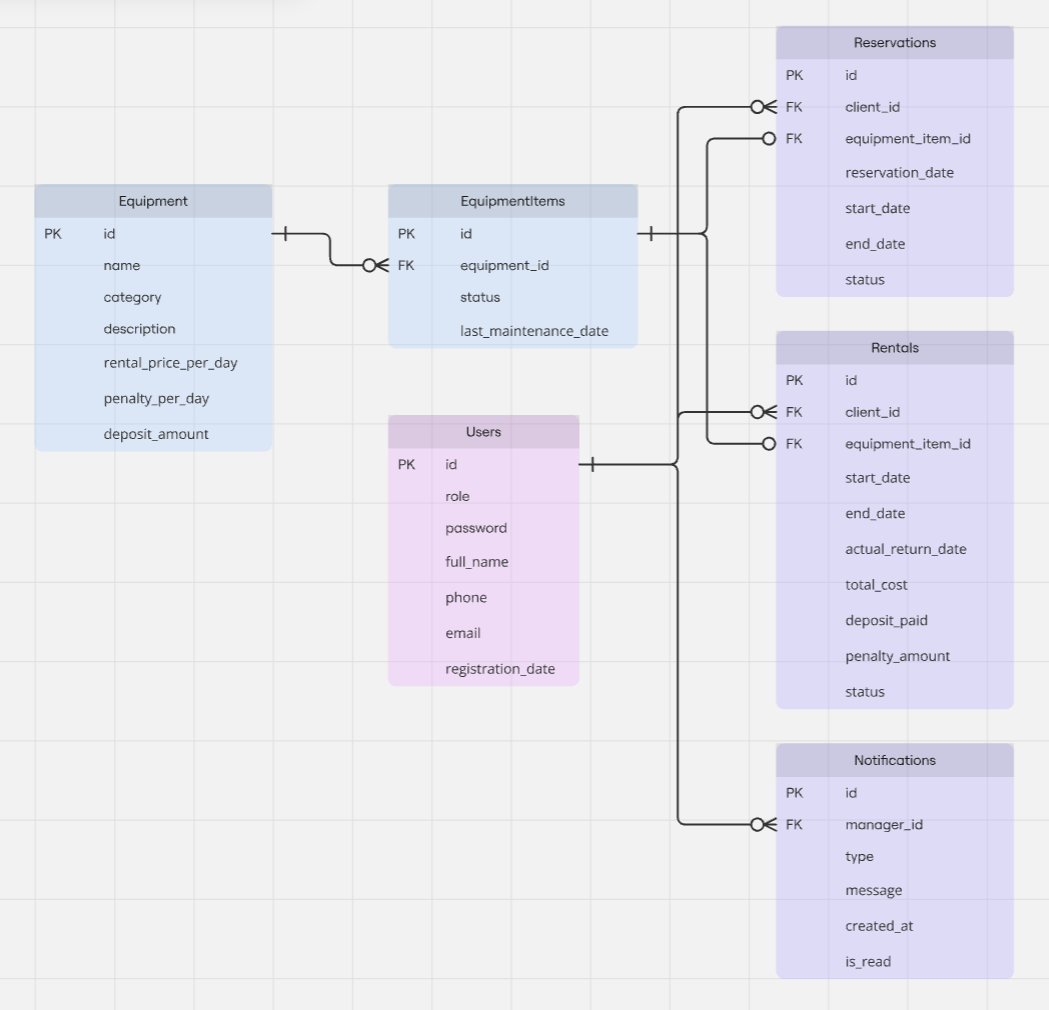 Equipment
PK id
name
category
description
rental_price_per_day
penalty_per_day
deposit_amount
EquipmentItems
PK id
FK equipment_id
status
last_maintenance_date
Users
PK id
role
password
full_name
phone
email
registration_date
Reservations
PK id
FK client_id
FK equipment_item_id
reservation_date
start_date
end_date
status
Rentals
PK id
FK client_id
FK equipment_item_id
start_date
end_date
actual_return_date
total_cost
deposit_paid
penalty_amount
status
Notifications
PK id
FK manager_id
type
message
created_at
is_read